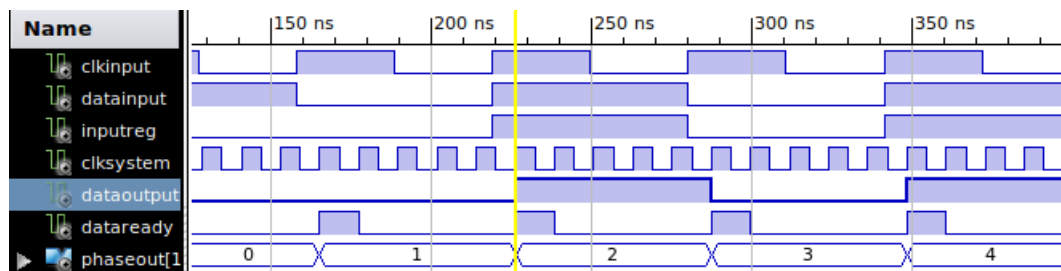 Name
150 ns 200 ns 250 ns 300 ns 350 ns
clkinput
datainput
inputreg
clksystem
dataoutput
dataready
phaseout[1 0 1 2 3 4